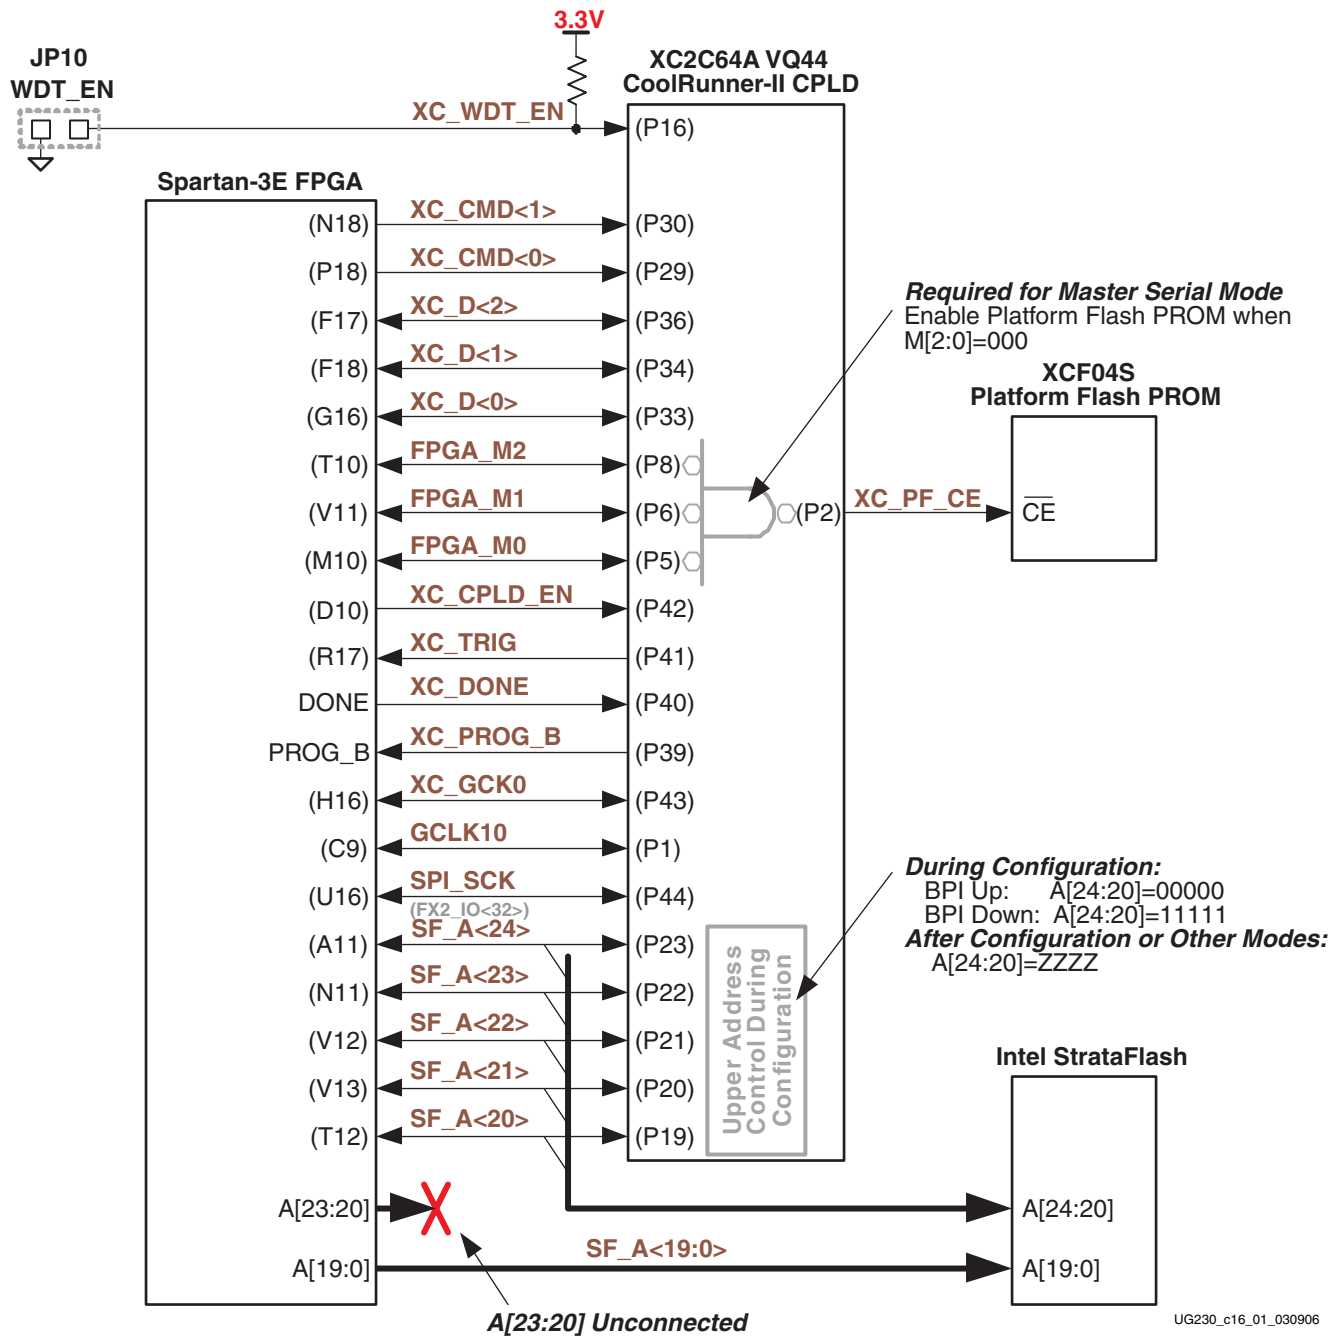 3.3V
JP10
WDT_EN
XC2C64A VQ44
CoolRunner-II CPLD
XC_WDT_EN
(P16)
Spartan-3E FPGA
(N18) XC_CMD<1> (P30)
(P18) XC_CMD<0> (P29)
(F17) XC_D<2> (P36)
(F18) XC_D<1> (P34)
(G16) XC_D<0> (P33)
(T10) FPGA_M2 (P8)
(V11) FPGA_M1 (P6)
(M10) FPGA_M0 (P5)
(P2) XC_PF_CE
Required for Master Serial Mode
Enable Platform Flash PROM when
M[2:0]=000
XCF04S
Platform Flash PROM
CE
(D10) XC_CPLD_EN (P42)
(R17) XC_TRIG (P41)
DONE XC_DONE (P40)
PROG_B XC_PROG_B (P39)
(H16) XC_GCK0 (P43)
(C9) GCLK10 (P1)
(U16) SPI_SCK (P44)
(FX2_IO<32>)
(A11) SF_A<24> (P23)
(N11) SF_A<23> (P22)
(V12) SF_A<22> (P21)
(V13) SF_A<21> (P20)
(T12) SF_A<20> (P19)
Upper Address
Control During
Configuration
During Configuration:
BPI Up: A[24:20]=00000
BPI Down: A[24:20]=11111
After Configuration or Other Modes:
A[24:20]=ZZZZ
Intel StrataFlash
A[23:20]
A[24:20]
A[19:0] SF_A<19:0> A[19:0]
A[23:20] Unconnected
UG230_c16_01_030906